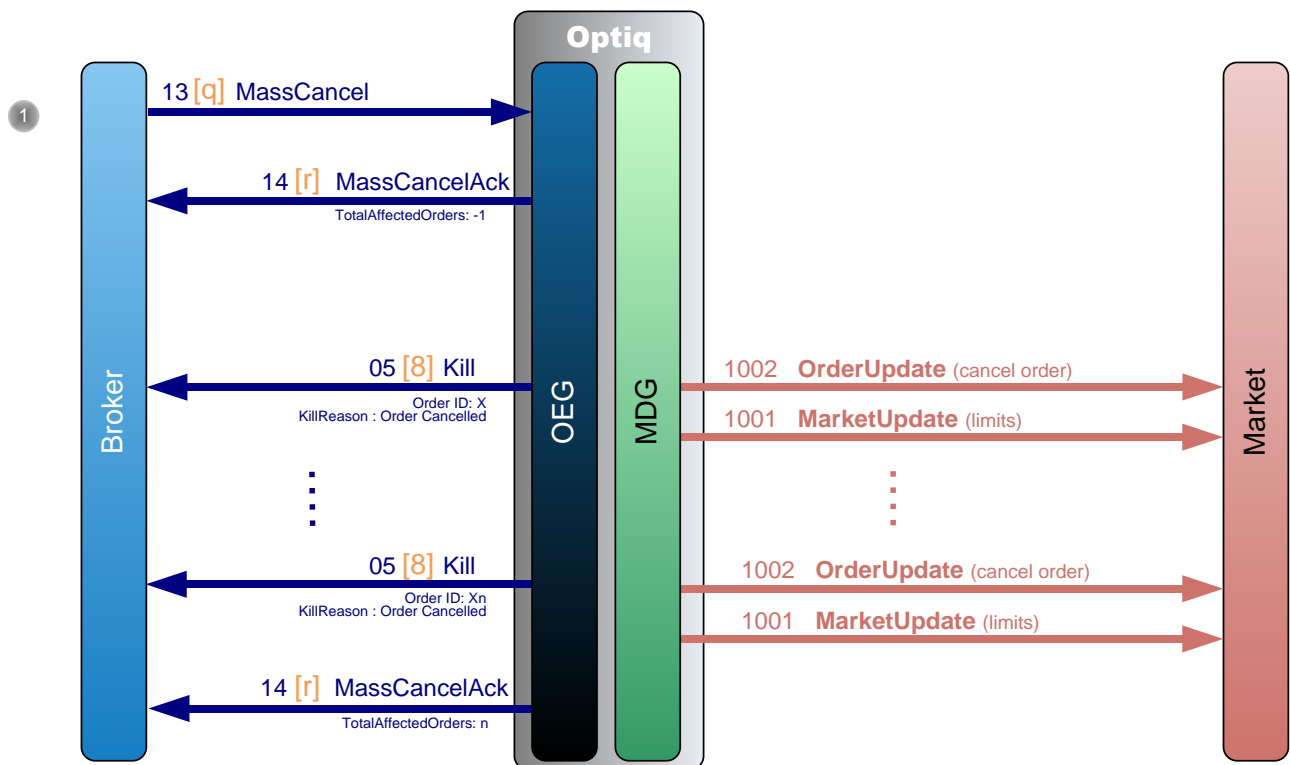 Optiq
13 [q] MassCancel
1
14 [r] MassCancelAck
TotalAffectedOrders: -1
Broker
OEG
MDG
Market
05 [8] Kill
Order ID: X
KillReason : Order Cancelled
1002 OrderUpdate (cancel order)
1001 MarketUpdate (limits)
05 [8] Kill
Order ID: Xn
KillReason : Order Cancelled
1002 OrderUpdate (cancel order)
1001 MarketUpdate (limits)
14 [r] MassCancelAck
TotalAffectedOrders: n